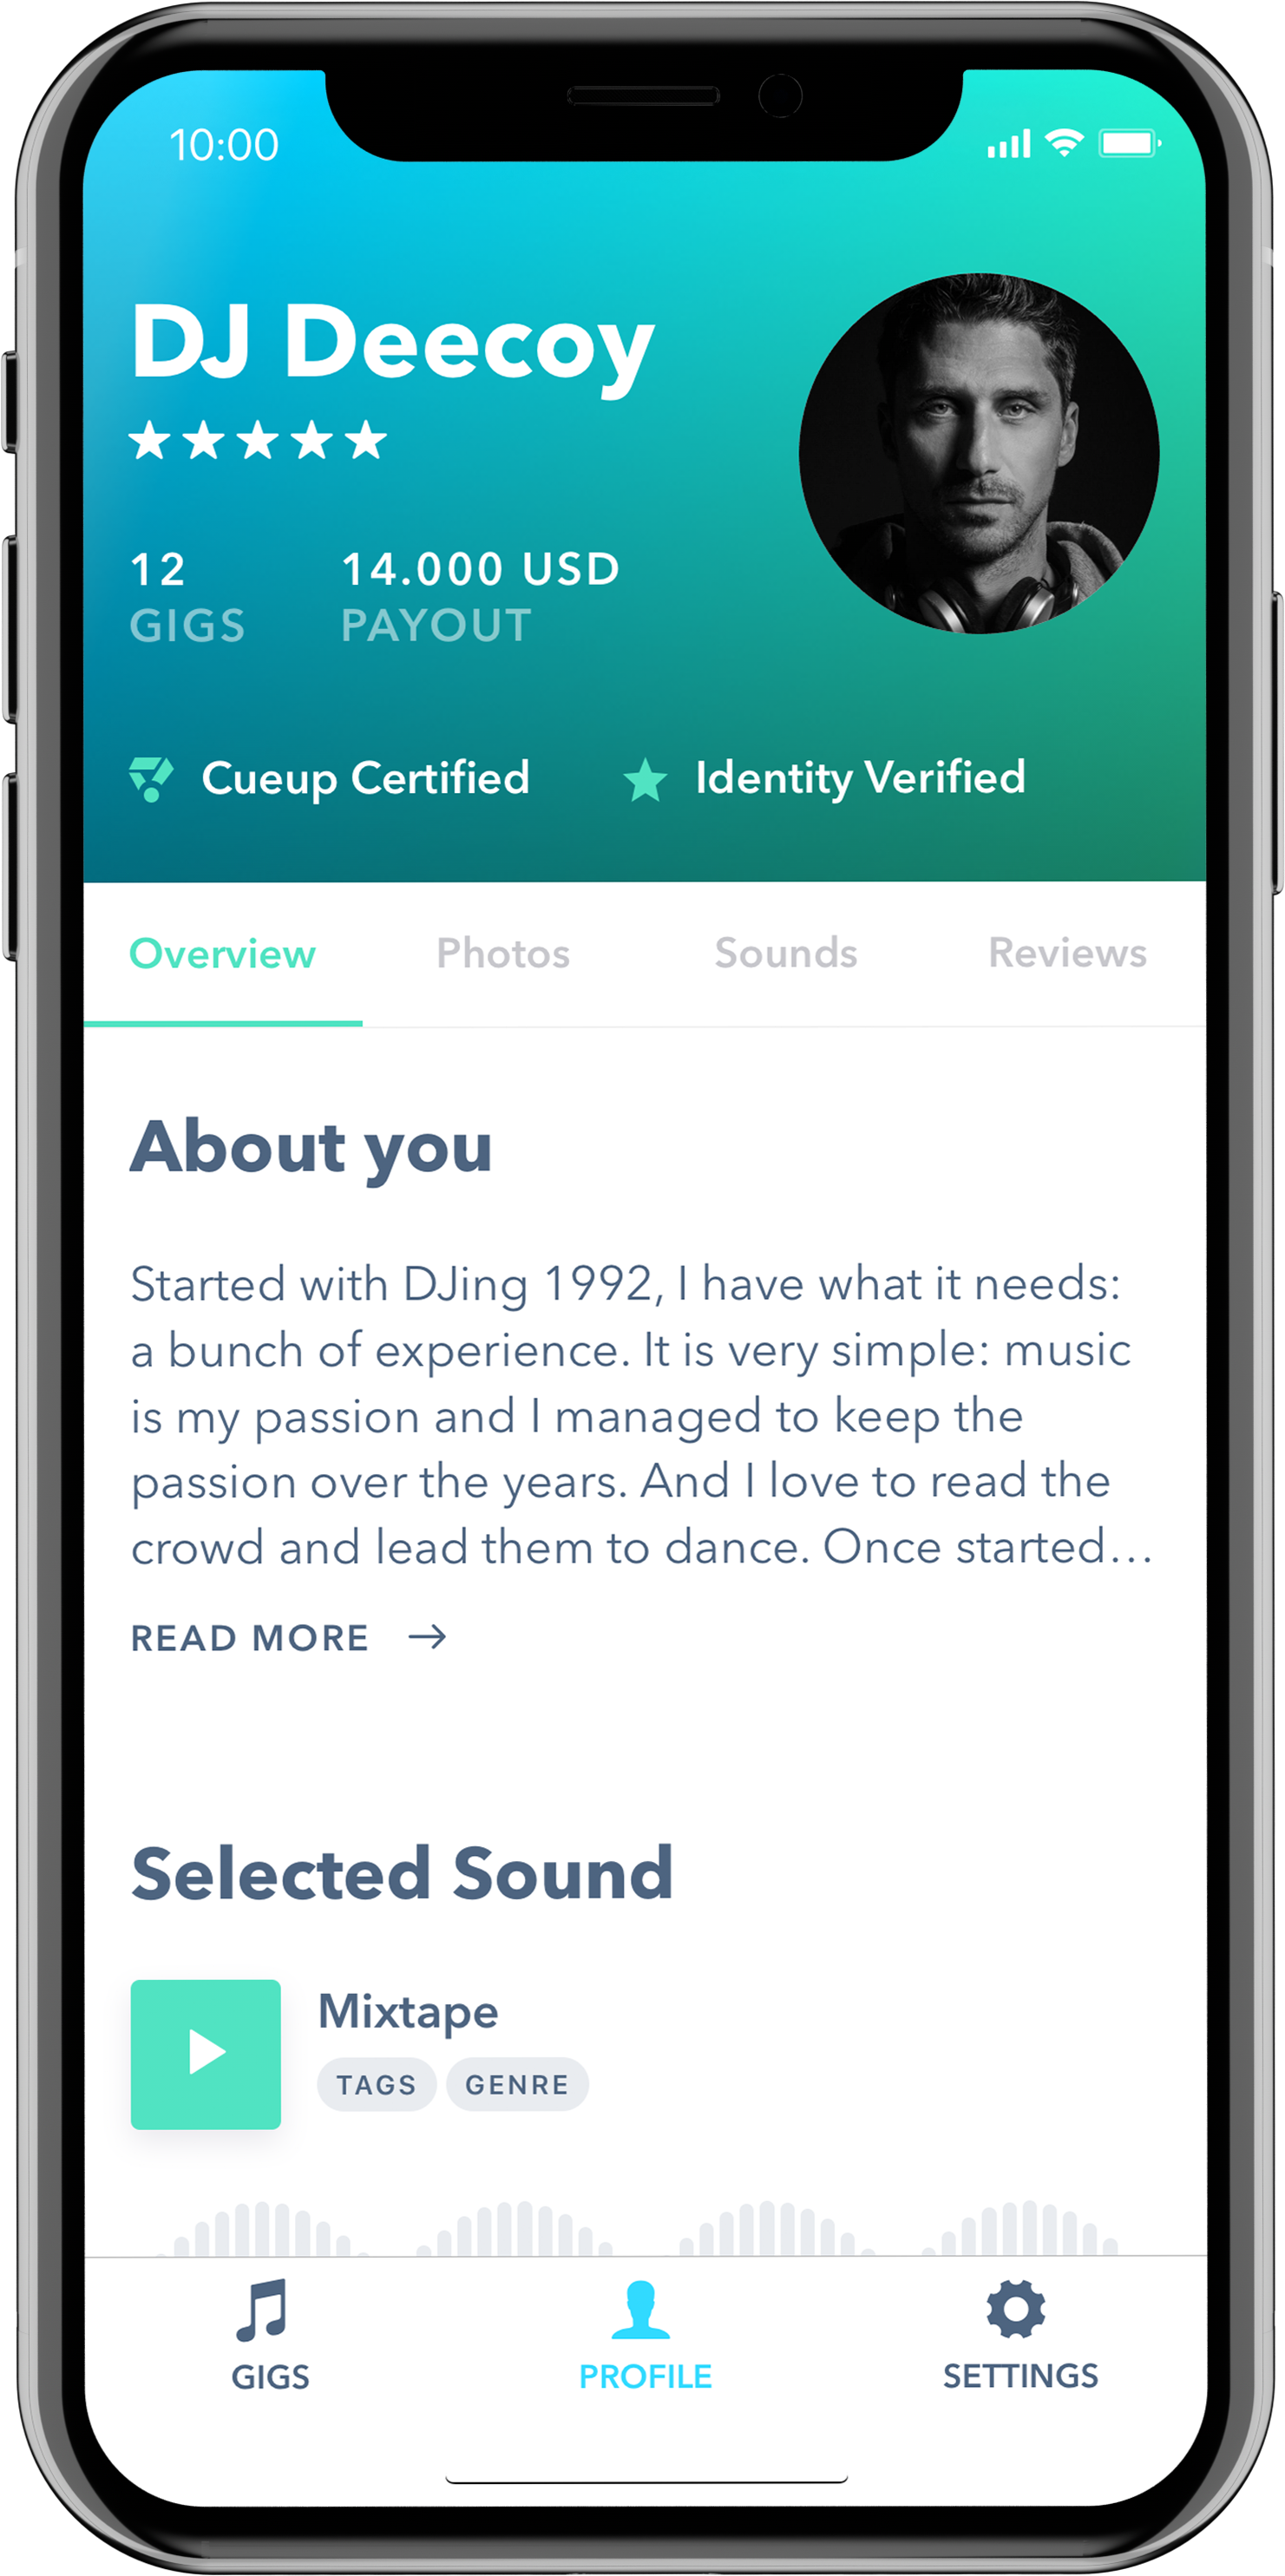 10:00
DJ Deecoy
12
14.000 USD
GIGS
PAYOUT
Cueup Certified
Identity Verified
Overview
Photos
Sounds
Reviews
About you
Started with DJing 1992, I have what it needs:
a bunch of experience. It is very simple: music
is my passion and I managed to keep the
passion over the years. And I love to read the
crowd and lead them to dance. Once started...
READ MORE
Selected Sound
Mixtape
TAGS
GENRE
GIGS
PROFILE
SETTINGS